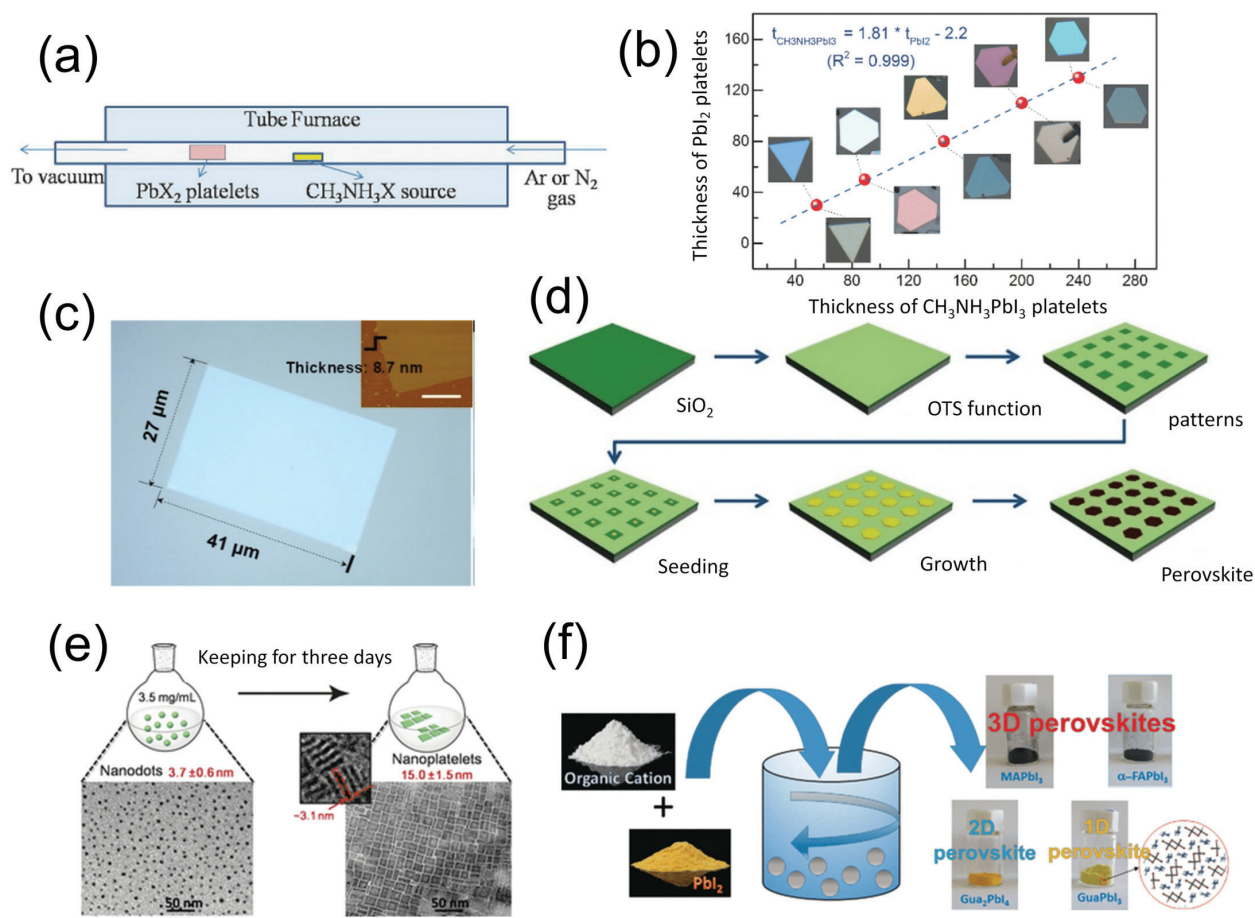 (a)
Tube Furnace
To vacuum
PbX₂ platelets
CH₃NH₃X source
Ar or N₂
gas
(b)
Thickness of PbI₂ platelets
160
120
80
40
0
t_CH3NH3PbI3 = 1.81 * t_PbI2 - 2.2
(R² = 0.999)
40 80 120 160 200 240 280
Thickness of CH₃NH₃PbI₃ platelets
(c)
Thickness: 8.7 nm
27 μm
41 μm
(d)
SiO₂
OTS function
patterns
Seeding
Growth
Perovskite
(e)
Keeping for three days
3.5 mg/mL
Nanodots 3.7 ±0.6 nm
Nanoplatelets
15.0±1.5 nm
~3.1 nm
50 nm
50 nm
(f)
Organic Cation
+
PbI₂
3D perovskites
MAPbI₃
α–FAPbI₃
2D
perovskite
1D
perovskite
Gua₂PbI₄
GuaPbI₃